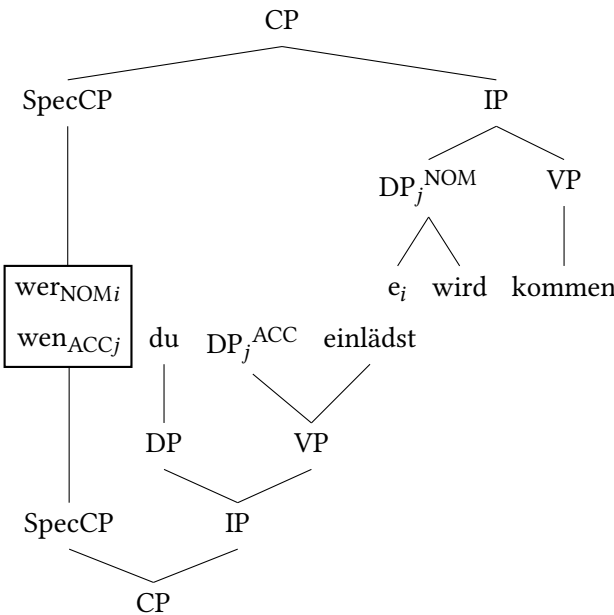 CP
SpecCP IP
DP_j^NOM VP
wer_NOMi e_i wird kommen
wen_ACCj du DP_j^ACC einlädst
DP VP
SpecCP IP
CP